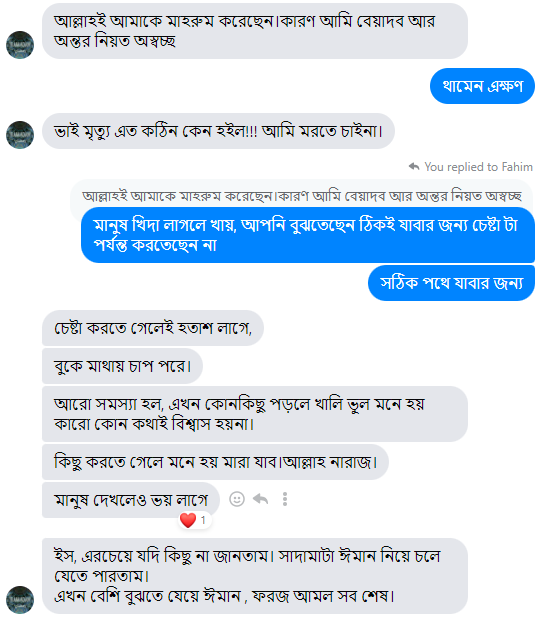 আল্লাহই আমাকে মাহরুম করেছেন।কারণ আমি বেয়াদব আর
অন্তর নিয়ত অস্বচ্ছ
থামেন এক্ষণ
ভাই মৃত্যু এত কঠিন কেন হইল!!! আমি মরতে চাইনা।
You replied to Fahim
আল্লাহই আমাকে মাহরুম করেছেন।কারণ আমি বেয়াদব আর অন্তর নিয়ত অস্বচ্ছ
মানুষ খিদা লাগলে খায়, আপনি বুঝতেছেন ঠিকই যাবার জন্য চেষ্টা টা
পর্যন্ত করতেছেন না
সঠিক পথে যাবার জন্য
চেষ্টা করতে গেলেই হতাশ লাগে,
বুকে মাথায় চাপ পরে।
আরো সমস্যা হল, এখন কোনকিছু পড়লে খালি ভুল মনে হয়
কারো কোন কথাই বিশ্বাস হয়না।
কিছু করতে গেলে মনে হয় মারা যাব।আল্লাহ নারাজ।
মানুষ দেখলেও ভয় লাগে
1
ইস, এরচেয়ে যদি কিছু না জানতাম। সাদামাটা ঈমান নিয়ে চলে
যেতে পারতাম।
এখন বেশি বুঝতে যেয়ে ঈমান , ফরজ আমল সব শেষ।